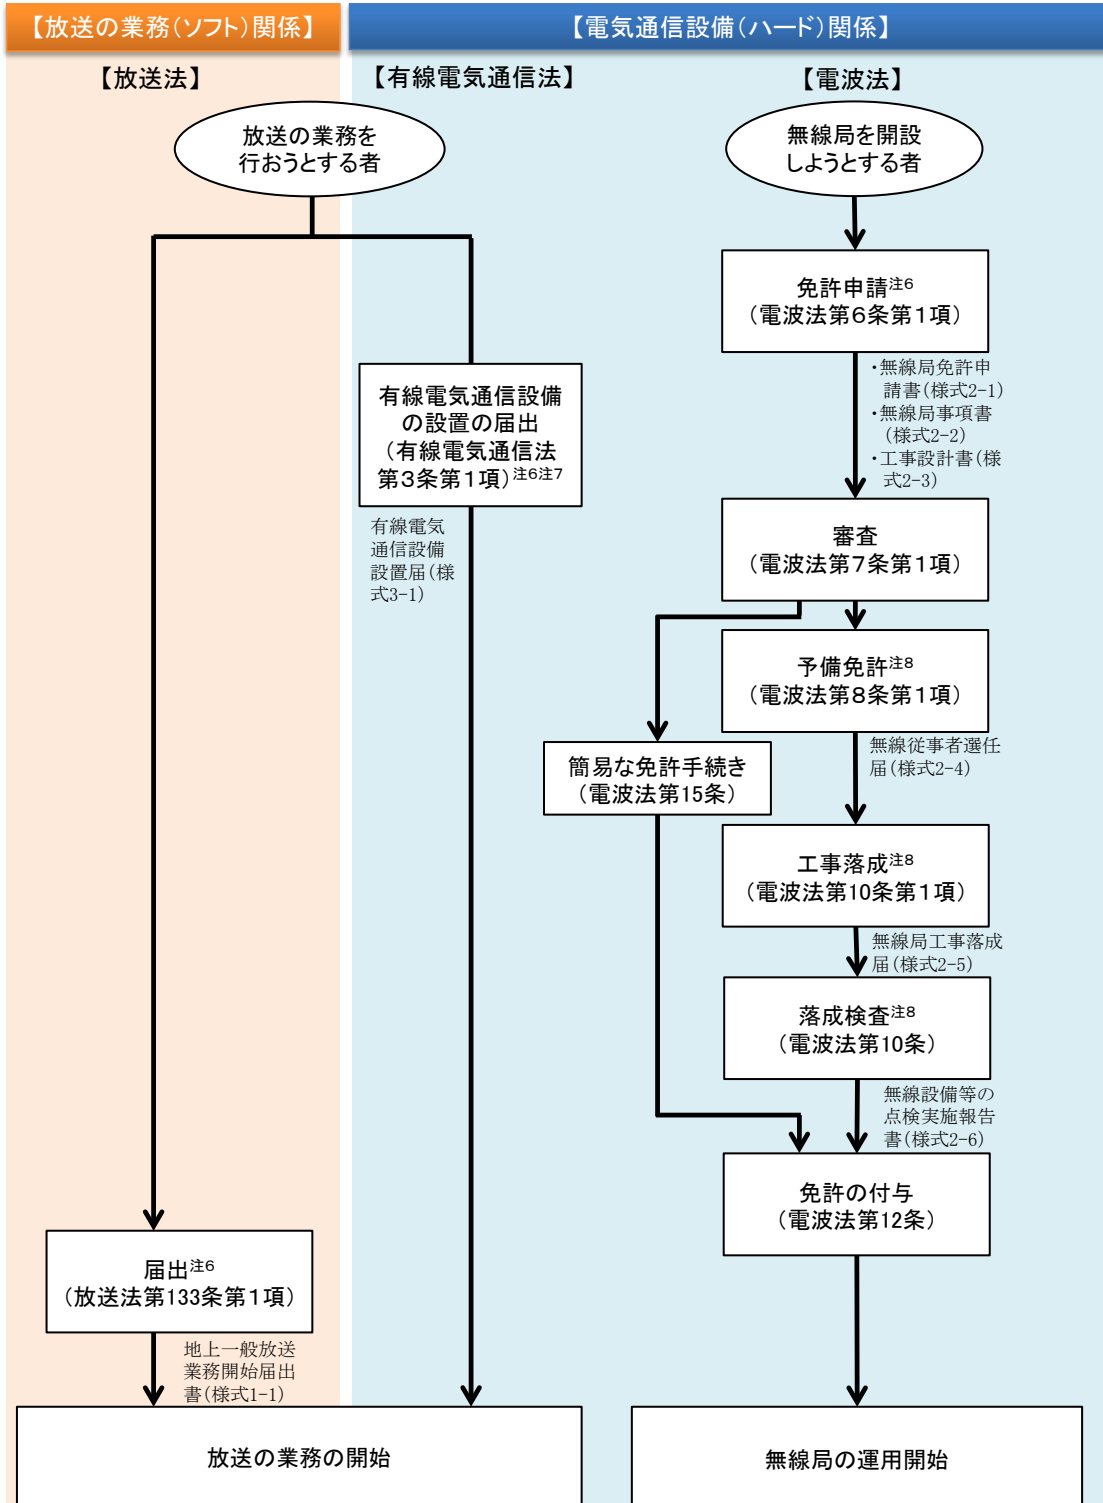 【放送の業務(ソフト)関係】
【電気通信設備(ハード)関係】
【放送法】
【有線電気通信法】
【電波法】
放送の業務を
行おうとする者
無線局を開設
しようとする者
免許申請注6
(電波法第6条第1項)
・無線局免許申
請書(様式2-1)
・無線局事項書
(様式2-2)
・工事設計書(様
式2-3)
有線電気通信設備
の設置の届出
(有線電気通信法
第3条第1項)注6注7
有線電気
通信設備
設置届(様
式3-1)
審査
(電波法第7条第1項)
予備免許注8
(電波法第8条第1項)
無線従事者選任
届(様式2-4)
簡易な免許手続き
(電波法第15条)
工事落成注8
(電波法第10条第1項)
無線局工事落成
届(様式2-5)
落成検査注8
(電波法第10条)
無線設備等の
点検実施報告
書(様式2-6)
免許の付与
(電波法第12条)
届出注6
(放送法第133条第1項)
地上一般放送
業務開始届出
書(様式1-1)
放送の業務の開始
無線局の運用開始